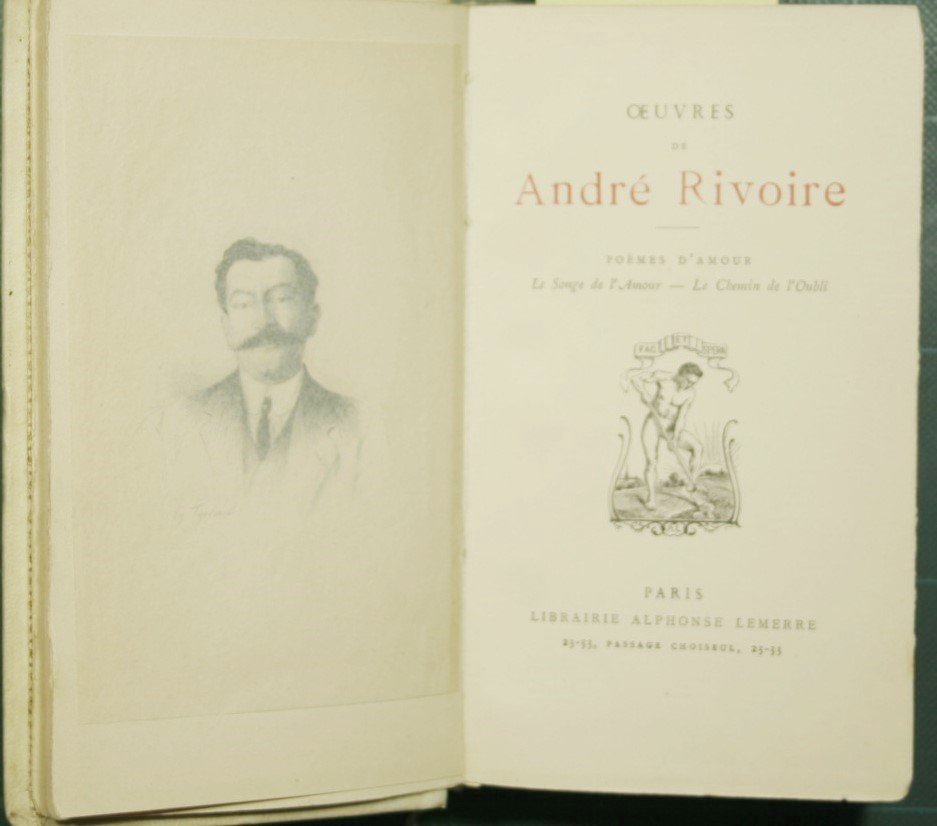 ŒUVRES
DE
André Rivoire
POÈMES D'AMOUR
Le Songe de l'Amour — Le Chemin de l'Oubli
FAC ET SPERA
PARIS
LIBRAIRIE ALPHONSE LEMERRE
23-33, PASSAGE CHOISEUL, 23-33